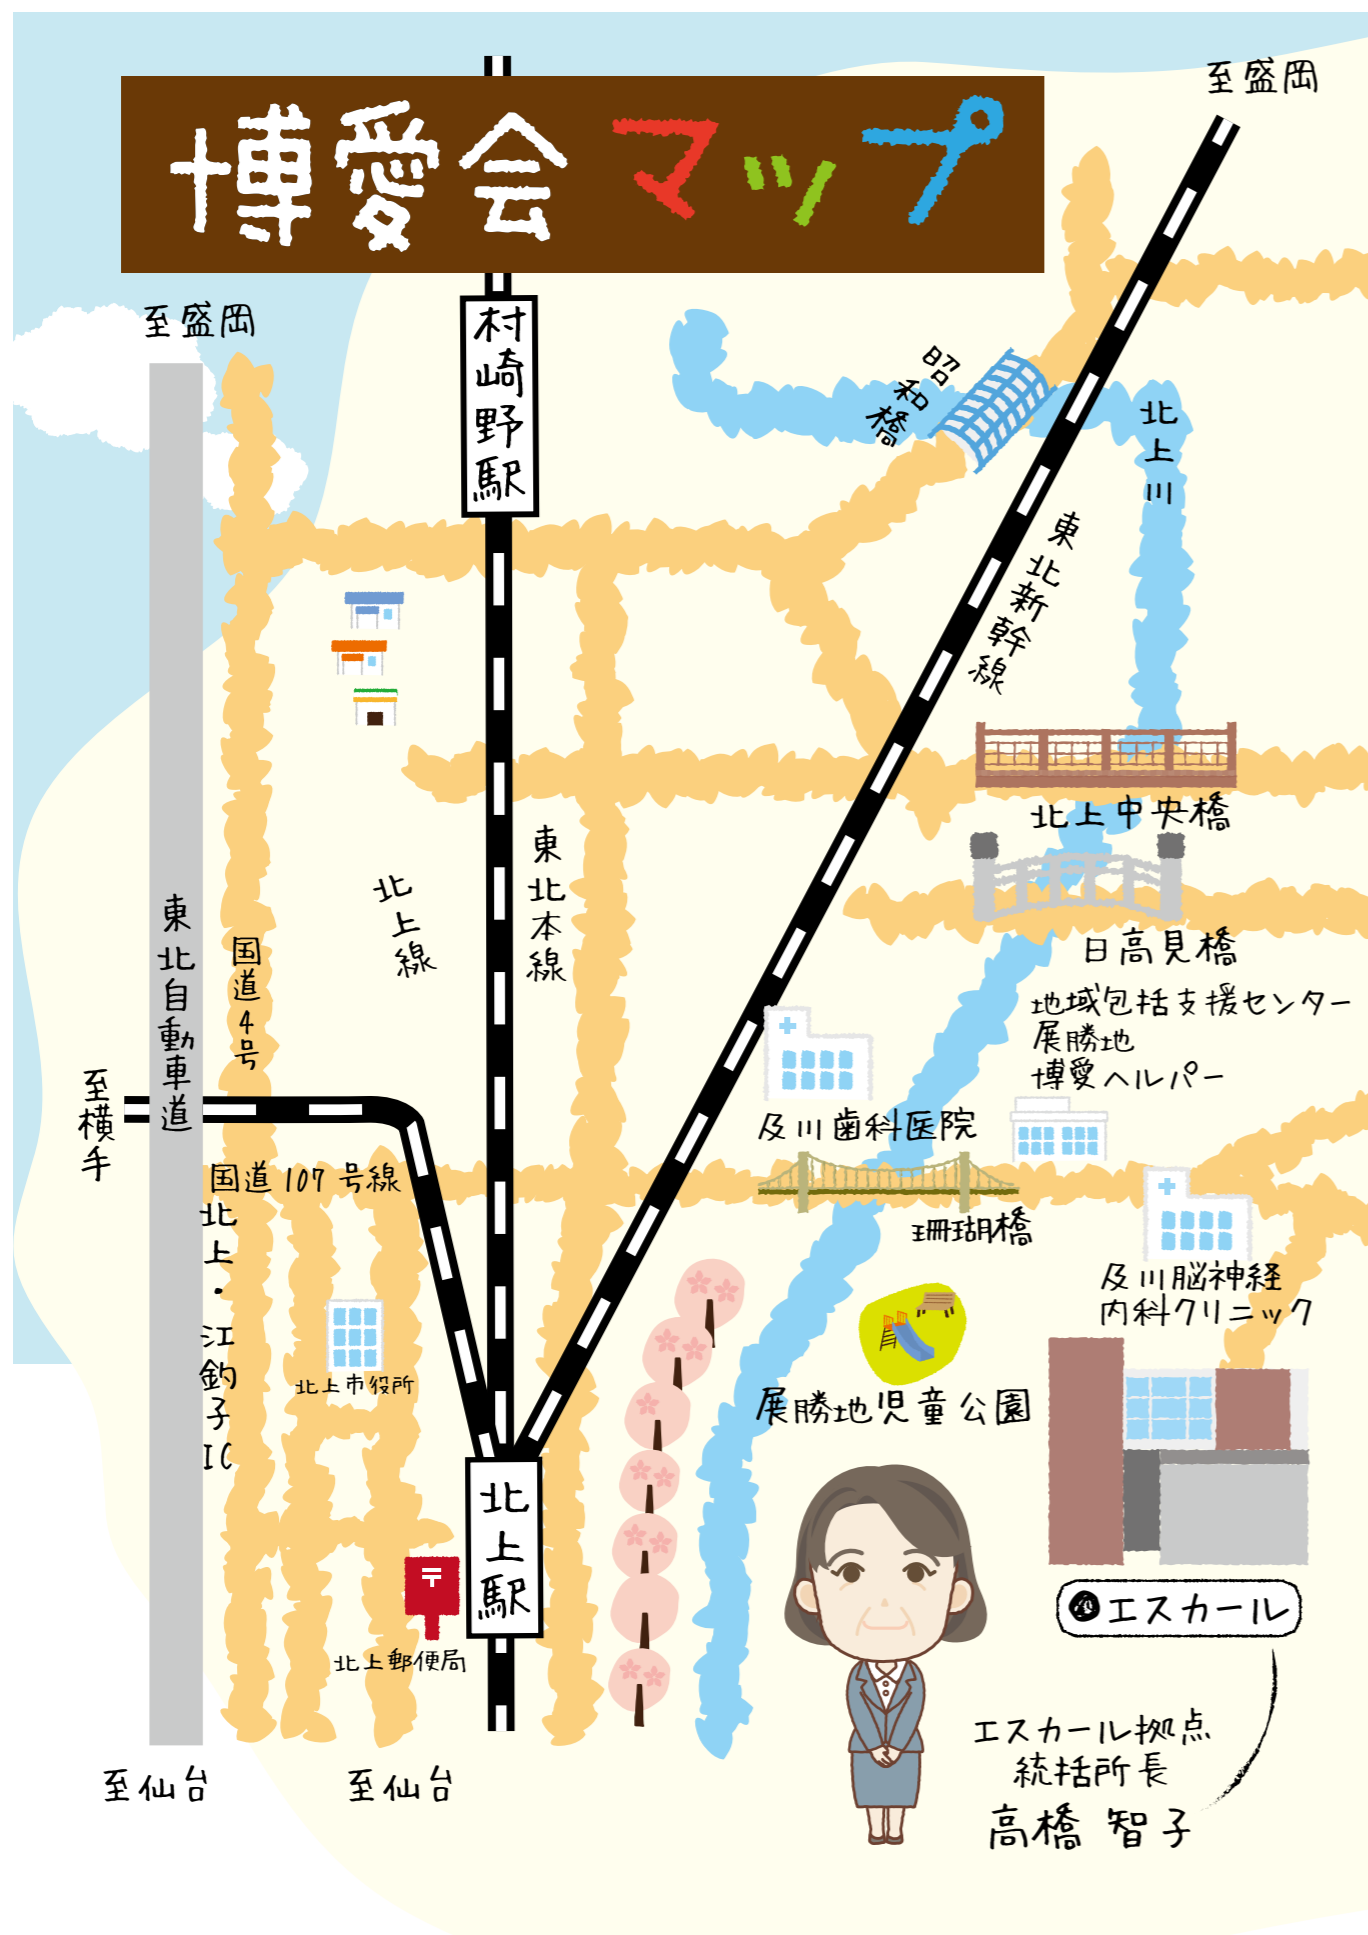 博愛会マップ
至盛岡
至盛岡
村崎野駅
昭和橋
北上川
東北新幹線
北上中央橋
東北本線
北上線
東北自動車道
国道4号
日高見橋
地域包括支援センター
展勝地
博愛ヘルパー
至横手
及川歯科医院
国道107号線
珊瑚橋
北上・江釣子IC
及川脳神経
内科クリニック
北上市役所
展勝地児童公園
北上駅
〒
エスカール
北上郵便局
エスカール拠点
統括所長
高橋 智子
至仙台
至仙台